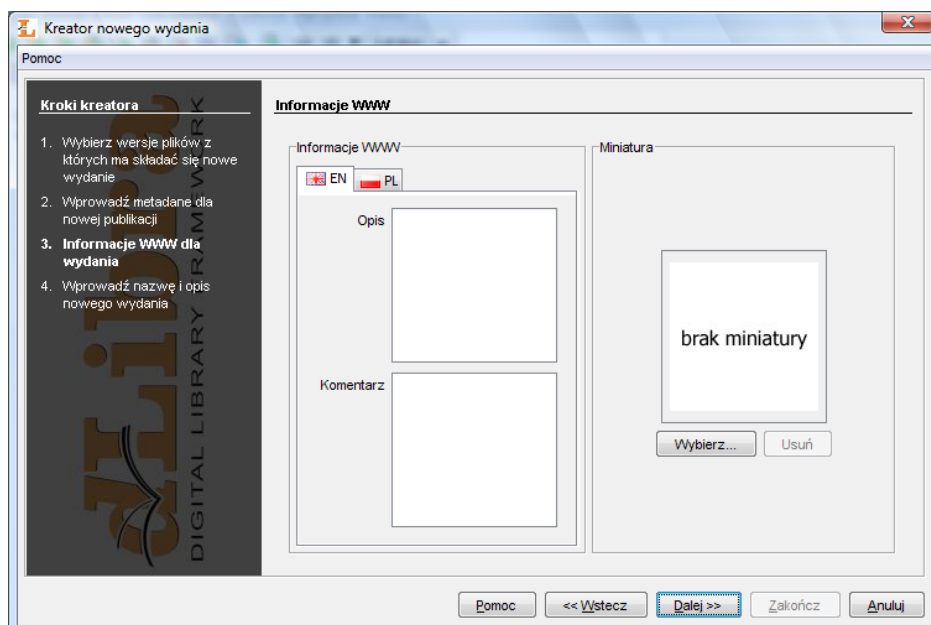 Kreator nowego wydania
Pomoc
Kroki kreatora
1. Wybierz wersje plików z
których ma składać się nowe
wydanie
2. Wprowadź metadane dla
nowej publikacji
3. Informacje WWW dla
wydania
4. Wprowadź nazwę i opis
nowego wydania
dLibra
DIGITAL LIBRARY FRAMEWORK
Informacje WWW
Informacje WWW
EN
PL
Opis
Komentarz
Miniatura
brak miniatury
Wybierz...
Usuń
Pomoc
<< Wstecz
Dalej >>
Zakończ
Anuluj